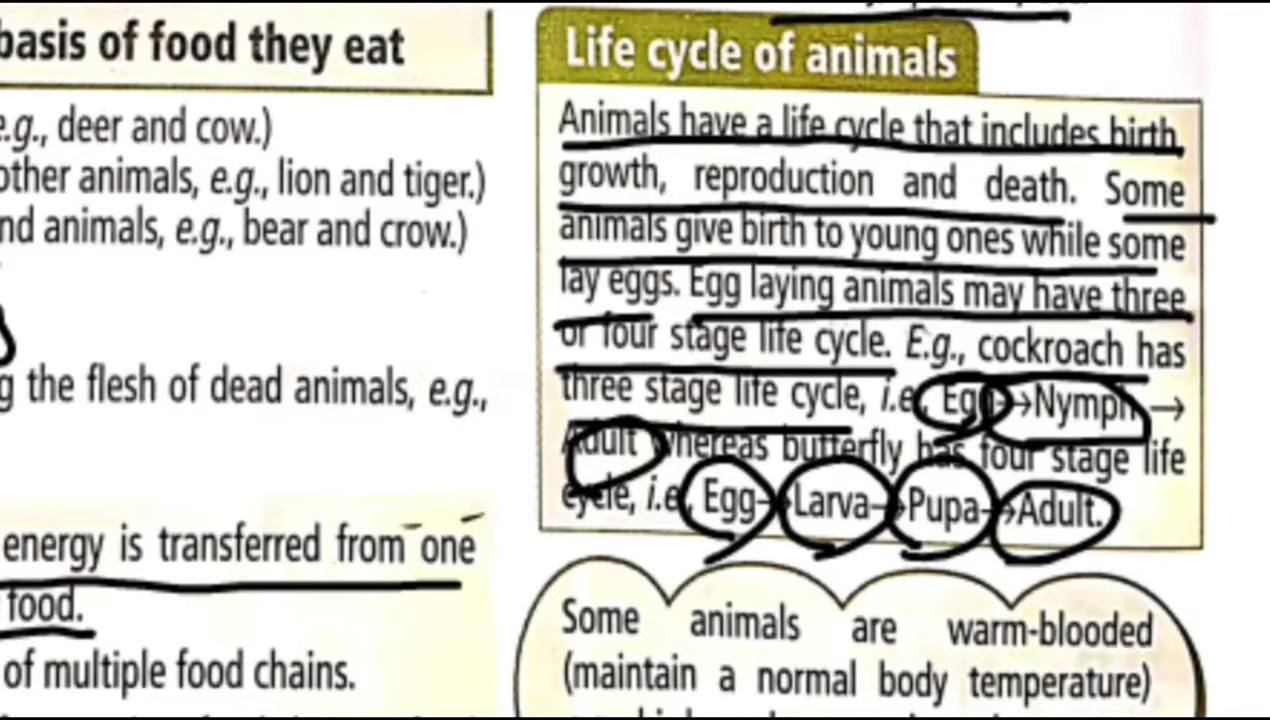 basis of food they eat
e.g., deer and cow.)
other animals, e.g., lion and tiger.)
nd animals, e.g., bear and crow.)
g the flesh of dead animals, e.g.,
energy is transferred from one
food.
of multiple food chains.
Life cycle of animals
Animals have a life cycle that includes birth
growth, reproduction and death. Some
animals give birth to young ones while some
lay eggs. Egg laying animals may have three
or four stage life cycle. E.g., cockroach has
three stage life cycle, i.e., Egg→Nymph→
Adult whereas butterfly has four stage life
cycle, i.e., Egg→Larva→Pupa→Adult.
Some animals are warm-blooded
(maintain a normal body temperature)